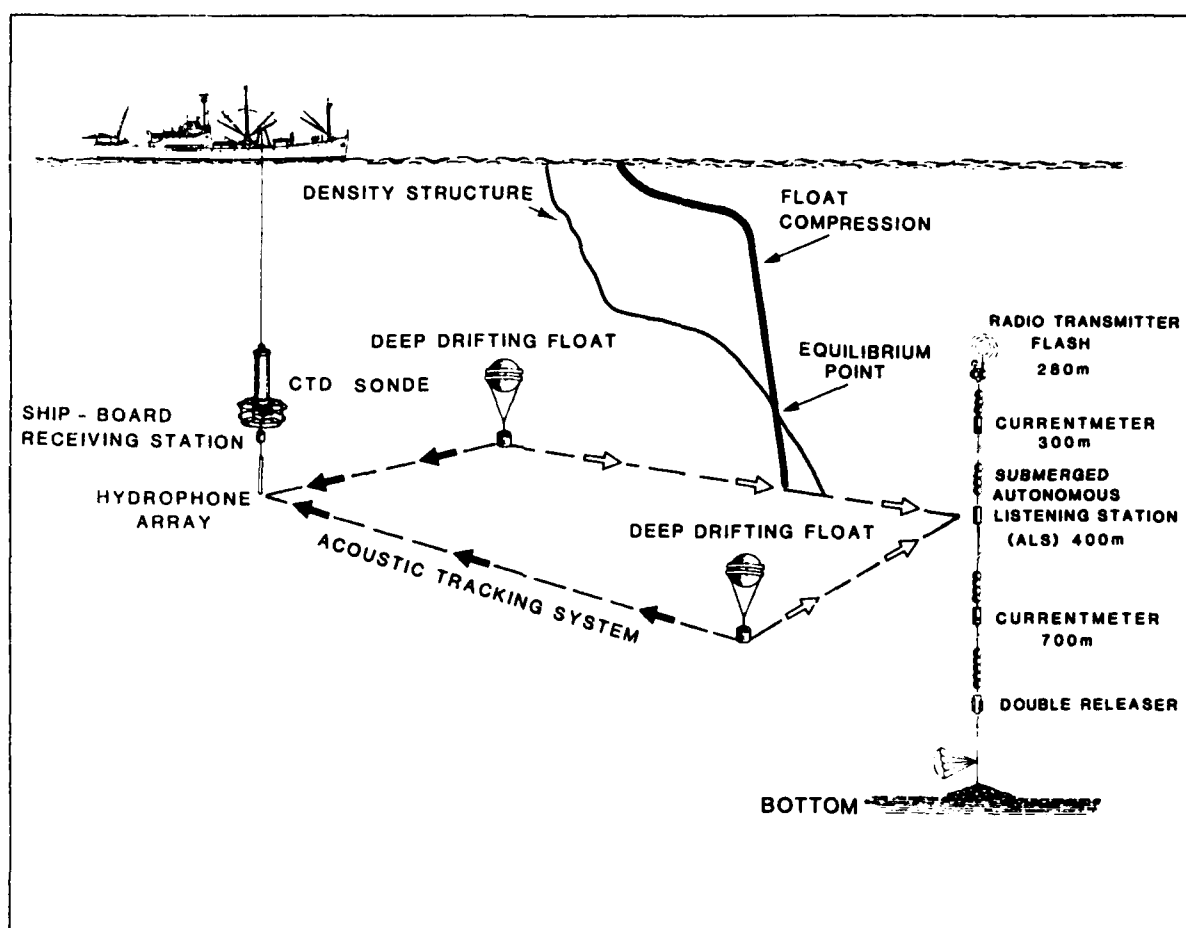 DENSITY STRUCTURE
FLOAT
COMPRESSION
RADIO TRANSMITTER
FLASH
280m
DEEP DRIFTING FLOAT
EQUILIBRIUM
POINT
CTD SONDE
SHIP - BOARD
RECEIVING STATION
CURRENTMETER
300m
HYDROPHONE
ARRAY
SUBMERGED
AUTONOMOUS
LISTENING STATION
(ALS) 400m
DEEP DRIFTING FLOAT
ACOUSTIC TRACKING SYSTEM
CURRENTMETER
700m
DOUBLE RELEASER
BOTTOM